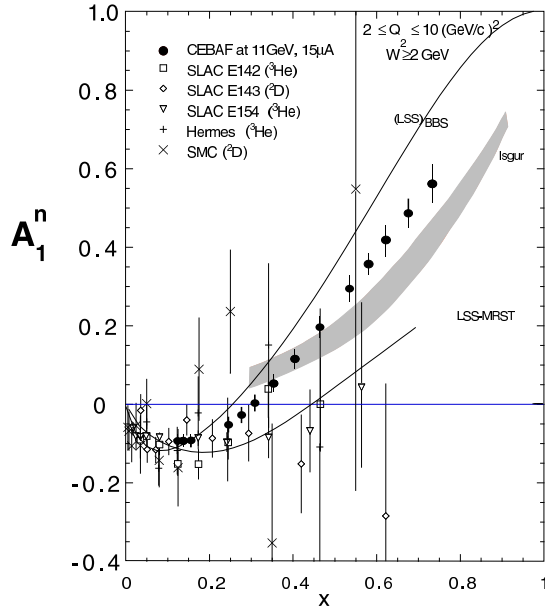 1.0
0.8
0.6
0.4
0.2
0
-0.2
-0.4
A₁ⁿ
2 ≤ Q² ≤ 10 (GeV/c)²
W² ≥ 2 GeV
CEBAF at 11GeV, 15μA
SLAC E142 (³He)
SLAC E143 (²D)
SLAC E154 (³He)
Hermes (³He)
SMC (²D)
(LSS)BBS
Isgur
LSS-MRST
0 0.2 0.4 0.6 0.8 1
x